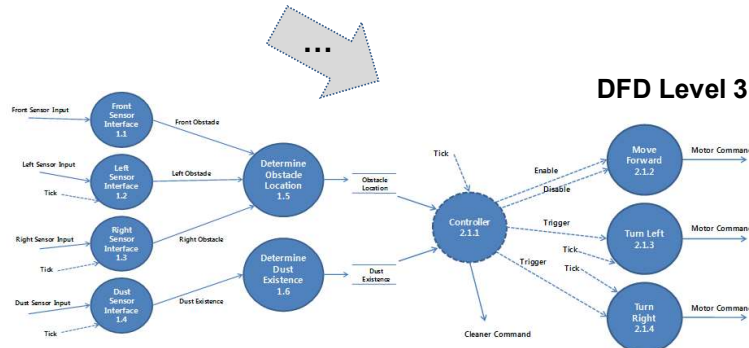 ...
DFD Level 3
Front Sensor Input
Front
Sensor
Interface
1.1
Front Obstacle
Left Sensor Input
Tick
Left
Sensor
Interface
1.2
Left Obstacle
Right Sensor Input
Tick
Right
Sensor
Interface
1.3
Right Obstacle
Dust Sensor Input
Tick
Dust
Sensor
Interface
1.4
Dust Existence
Determine
Obstacle
Location
1.5
Obstacle
Location
Determine
Dust
Existence
1.6
Dust
Existence
Tick
Controller
2.1.1
Cleaner Command
Enable
Disable
Trigger
Tick
Trigger
Tick
Move
Forward
2.1.2
Motor Command
Turn Left
2.1.3
Motor Command
Turn
Right
2.1.4
Motor Command